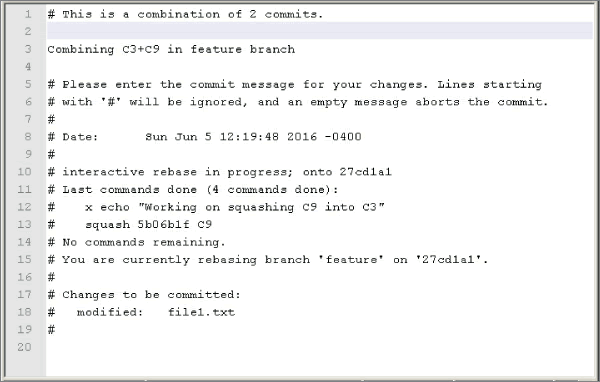 1 # This is a combination of 2 commits.
2
3 Combining C3+C9 in feature branch
4
5 # Please enter the commit message for your changes. Lines starting
6 # with '#' will be ignored, and an empty message aborts the commit.
7 #
8 # Date:      Sun Jun 5 12:19:48 2016 -0400
9 #
10 # interactive rebase in progress; onto 27cd1a1
11 # Last commands done (4 commands done):
12 #    x echo "Working on squashing C9 into C3"
13 #    squash 5b06b1f C9
14 # No commands remaining.
15 # You are currently rebasing branch 'feature' on '27cd1a1'.
16 #
17 # Changes to be committed:
18 #   modified:   file1.txt
19 #
20